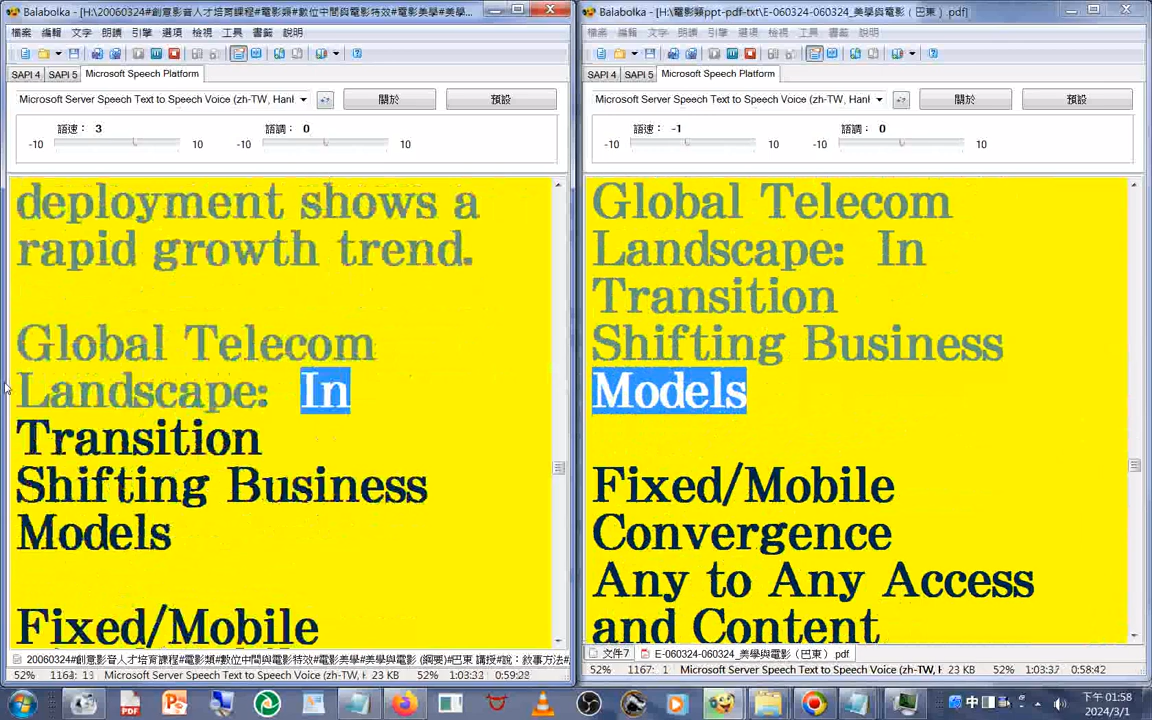 Balabolka - [H:\20060324#創意影音人才培育課程#電影類#數位中間與電影特效#電影美學#美學...
檔案 編輯 文字 朗讀 引擎 選項 檢視 工具 書籤 說明
SAPI 4 SAPI 5 Microsoft Speech Platform
Microsoft Server Speech Text to Speech Voice (zh-TW, Hanl
關於 預設
語速： 3 語調： 0
-10 10 -10 10
deployment shows a
rapid growth trend.
Global Telecom
Landscape: In
Transition
Shifting Business
Models
Fixed/Mobile
20060324#創意影音人才培育課程#電影類#數位中間與電影特效#電影美學#美學與電影 (綱要)#巴東 講授#說：敘事方法#
52% 1168: 13 Microsoft Server Speech Text to Speech Voice (zh-TW, H 23 KB 52% 1:03:33 0:59:28
Balabolka - [H:\電影類ppt-pdf-txt\E-060324-060324_美學與電影（巴東）.pdf]
檔案 編輯 文字 朗讀 引擎 選項 檢視 工具 書籤 說明
SAPI 4 SAPI 5 Microsoft Speech Platform
Microsoft Server Speech Text to Speech Voice (zh-TW, Hanl
關於 預設
語速： -1 語調： 0
-10 10 -10 10
Global Telecom
Landscape: In
Transition
Shifting Business
Models
Fixed/Mobile
Convergence
Any to Any Access
and Content
文件7 E-060324-060324_美學與電影（巴東）.pdf
52% 1167: 1 Microsoft Server Speech Text to Speech Voice (zh-TW, H 23 KB 52% 1:03:37 0:58:42
下午 01:58
2024/3/1